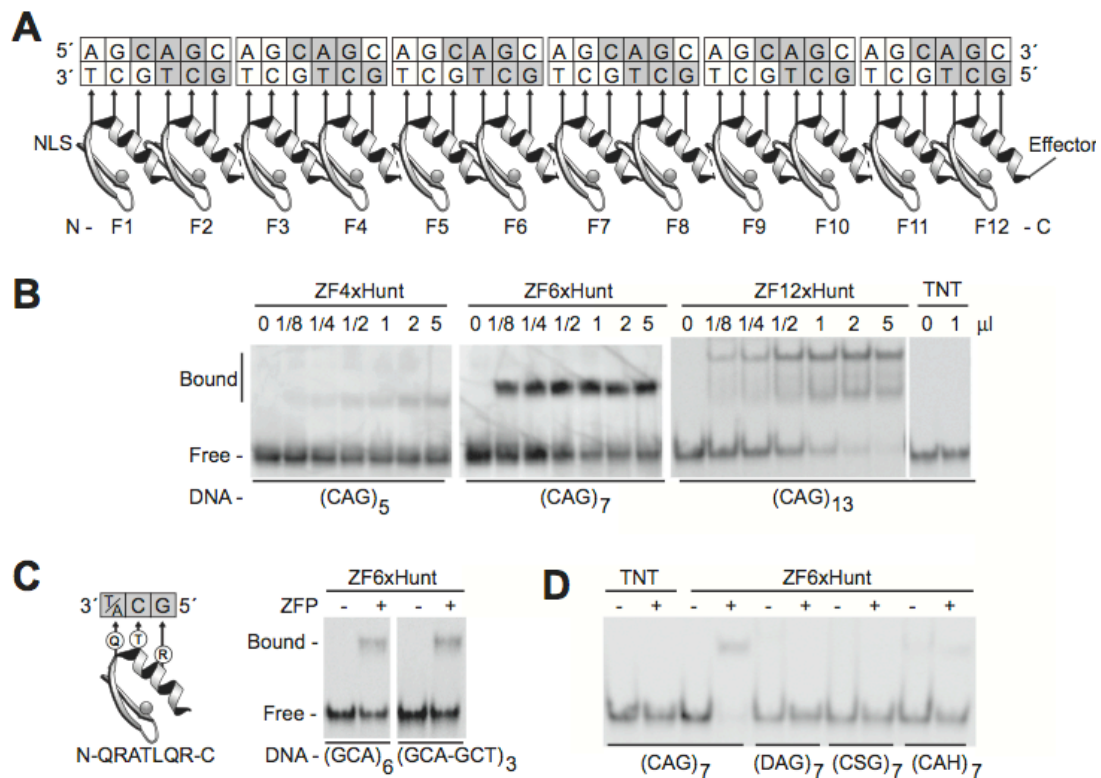 A
5´ A G C A G C A G C A G C A G C A G C A G C A G C A G C A G C A G C A G C 3´
3´ T C G T C G T C G T C G T C G T C G T C G T C G T C G T C G T C G T C G 5´
NLS
Effector
N - F1 F2 F3 F4 F5 F6 F7 F8 F9 F10 F11 F12 - C
B
ZF4xHunt ZF6xHunt ZF12xHunt TNT
0 1/8 1/4 1/2 1 2 5 0 1/8 1/4 1/2 1 2 5 0 1/8 1/4 1/2 1 2 5 0 1 µl
Bound
Free -
DNA - (CAG)5 (CAG)7 (CAG)13
C
3´ T/A C G 5´
Q T R
N-QRATLQR-C
ZF6xHunt
ZFP - + - +
Bound -
Free -
DNA - (GCA)6 (GCA-GCT)3
D
TNT ZF6xHunt
- + - + - + - + - +
(CAG)7 (DAG)7 (CSG)7 (CAH)7